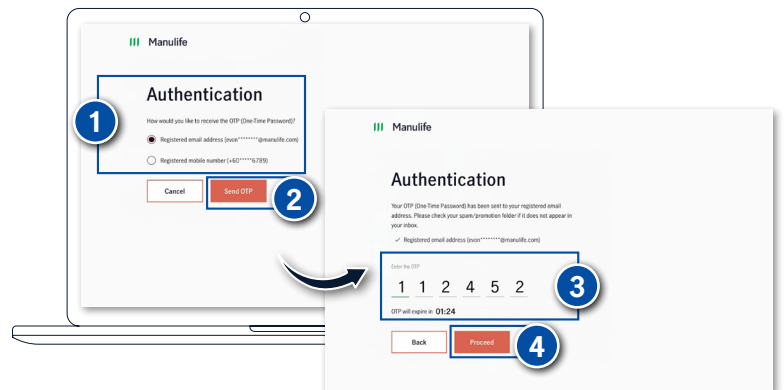 Manulife
Authentication
How would you like to receive the OTP (One-Time Password)?
Registered email address (evon********@manulife.com)
Registered mobile number (+60*****6789)
Cancel
Send OTP
1
2
Manulife
Authentication
Your OTP (One-Time Password) has been sent to your registered email
address. Please check your spam/promotion folder if it does not appear in
your inbox.
Registered email address (evon********@manulife.com)
Enter the OTP
1 1 2 4 5 2
OTP will expire in 01:24
3
Back
Proceed
4